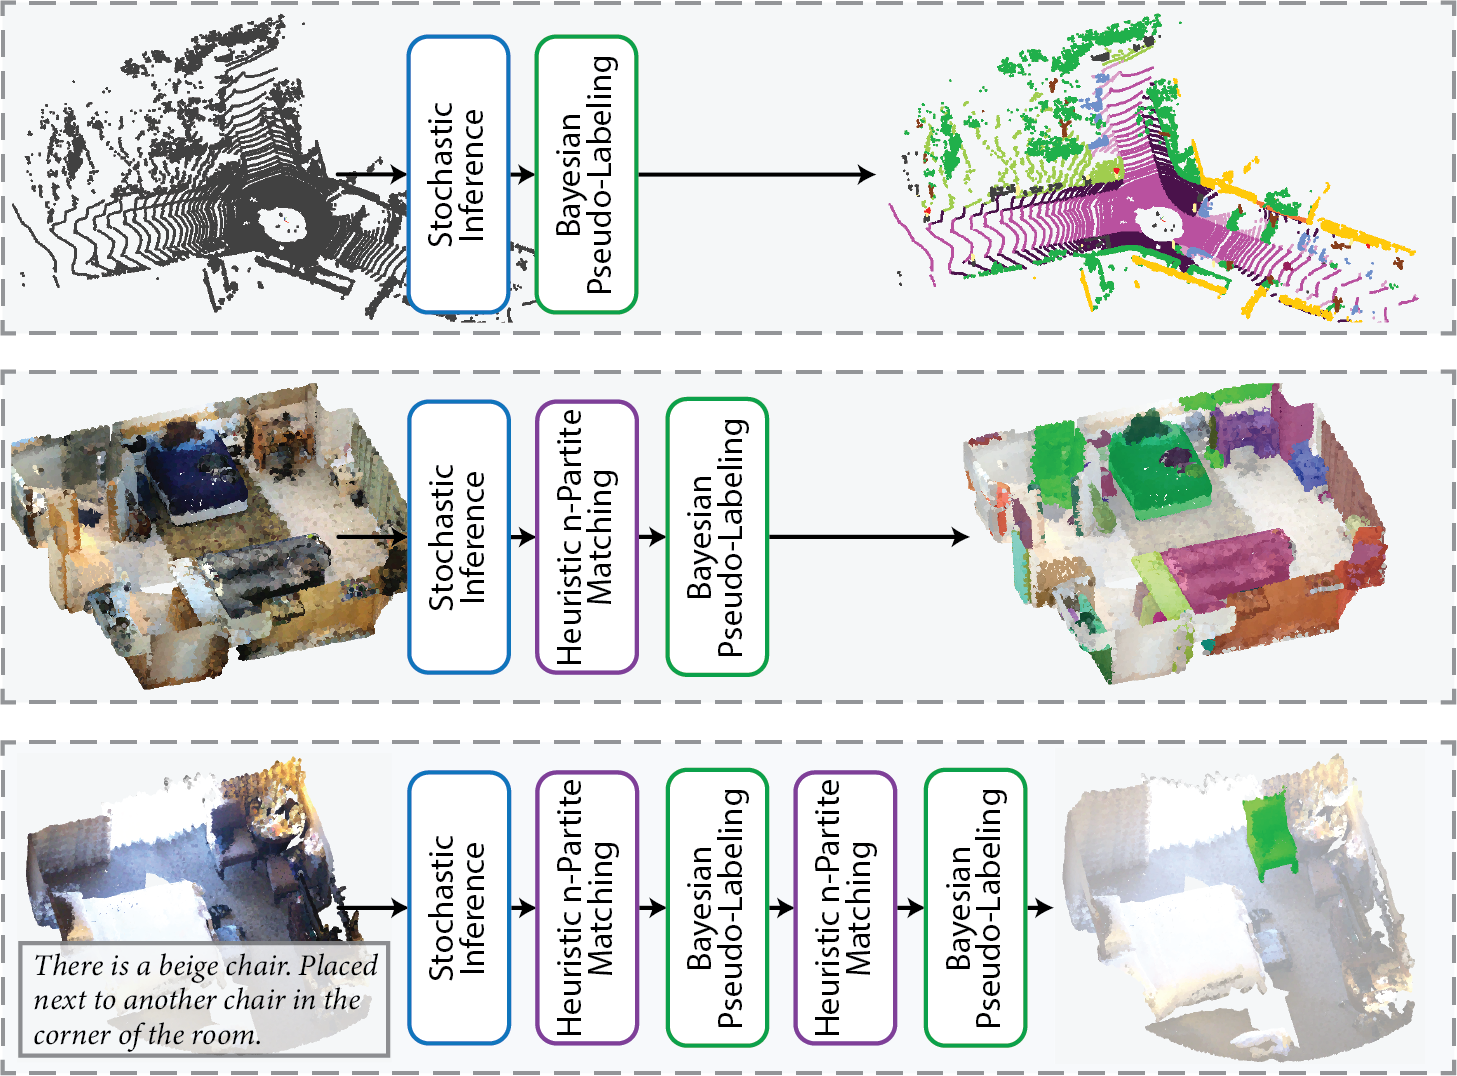 Stochastic
Inference
Bayesian
Pseudo-Labeling
Stochastic
Inference
Heuristic n-Partite
Matching
Bayesian
Pseudo-Labeling
There is a beige chair. Placed
next to another chair in the
corner of the room.
Stochastic
Inference
Heuristic n-Partite
Matching
Bayesian
Pseudo-Labeling
Heuristic n-Partite
Matching
Bayesian
Pseudo-Labeling